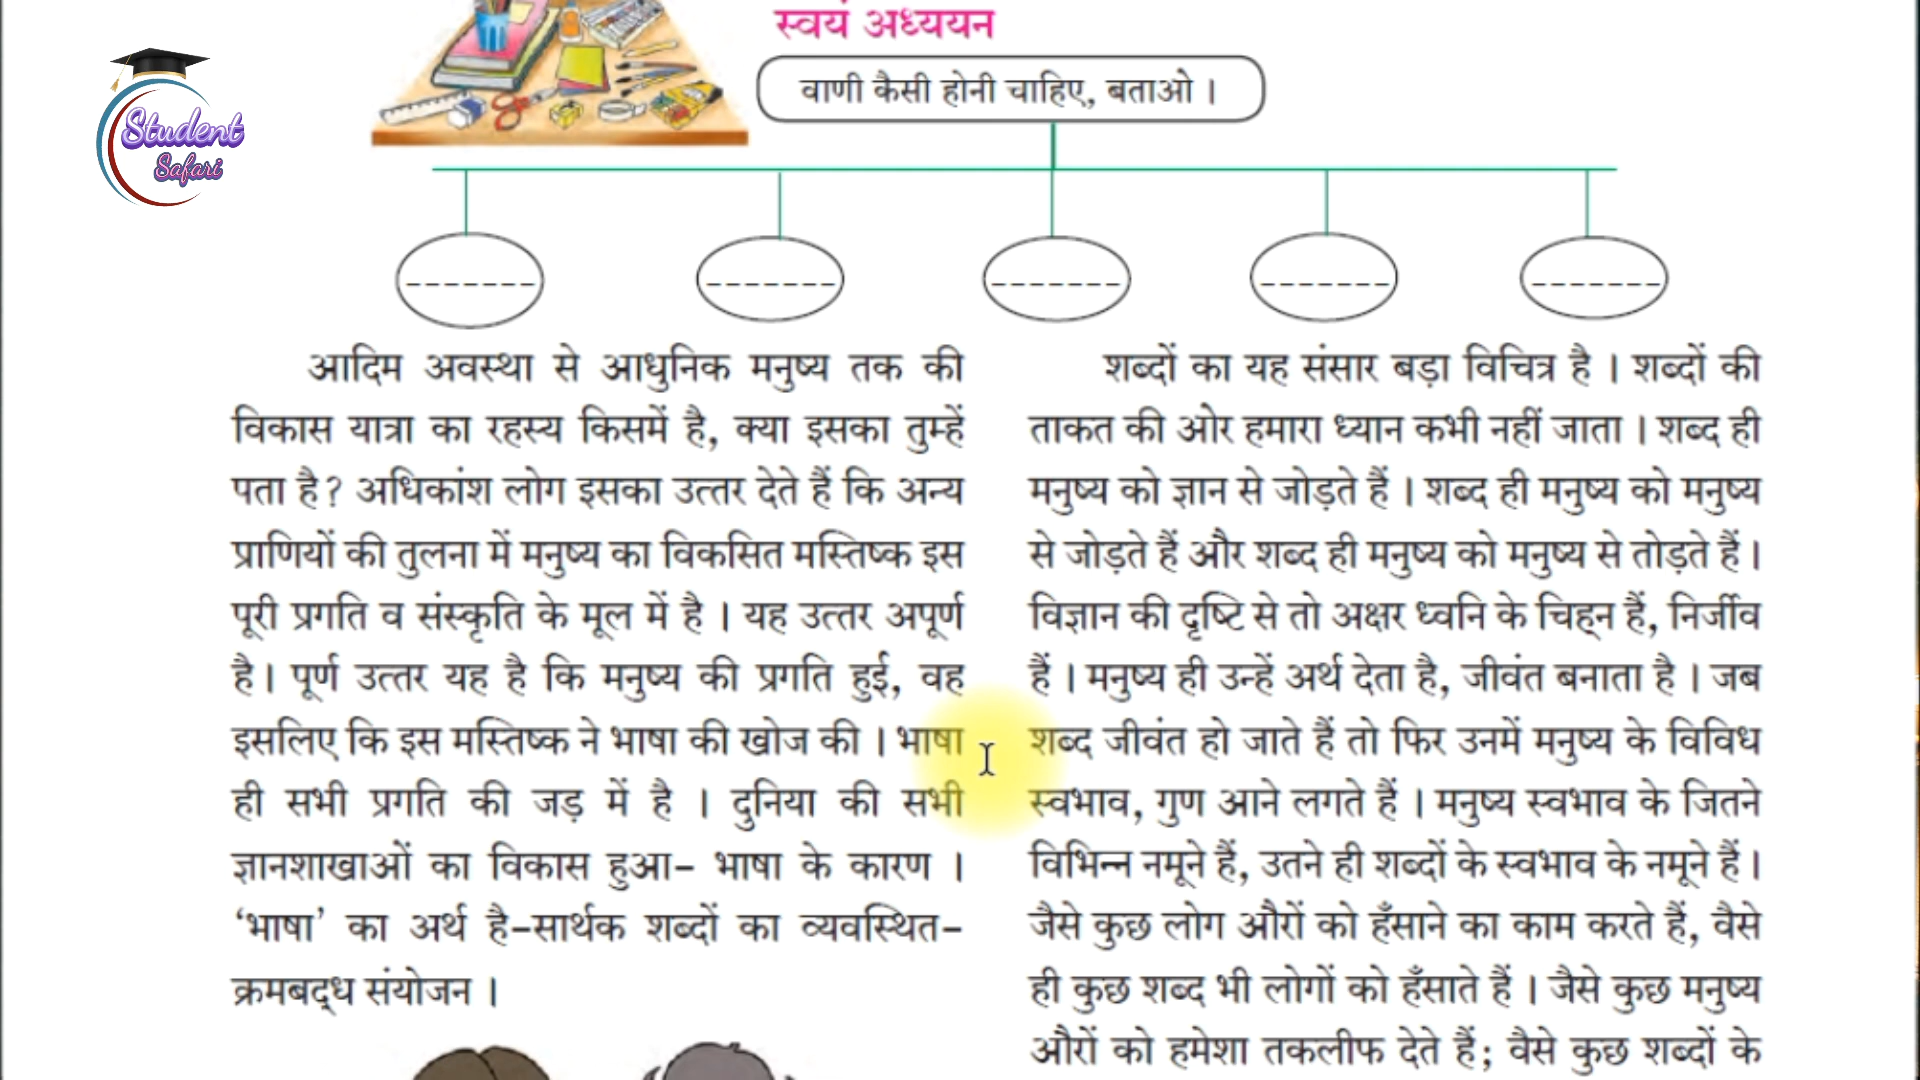 स्वयं अध्ययन
Student
Safari
वाणी कैसी होनी चाहिए, बताओ ।
आदिम अवस्था से आधुनिक मनुष्य तक की
विकास यात्रा का रहस्य किसमें है, क्या इसका तुम्हें
पता है? अधिकांश लोग इसका उत्तर देते हैं कि अन्य
प्राणियों की तुलना में मनुष्य का विकसित मस्तिष्क इस
पूरी प्रगति व संस्कृति के मूल में है । यह उत्तर अपूर्ण
है। पूर्ण उत्तर यह है कि मनुष्य की प्रगति हुई, वह
इसलिए कि इस मस्तिष्क ने भाषा की खोज की । भाषा
ही सभी प्रगति की जड़ में है । दुनिया की सभी
ज्ञानशाखाओं का विकास हुआ– भाषा के कारण ।
‘भाषा’ का अर्थ है–सार्थक शब्दों का व्यवस्थित–
क्रमबद्ध संयोजन ।
शब्दों का यह संसार बड़ा विचित्र है । शब्दों की
ताकत की ओर हमारा ध्यान कभी नहीं जाता । शब्द ही
मनुष्य को ज्ञान से जोड़ते हैं । शब्द ही मनुष्य को मनुष्य
से जोड़ते हैं और शब्द ही मनुष्य को मनुष्य से तोड़ते हैं।
विज्ञान की दृष्टि से तो अक्षर ध्वनि के चिह्न हैं, निर्जीव
हैं । मनुष्य ही उन्हें अर्थ देता है, जीवंत बनाता है । जब
शब्द जीवंत हो जाते हैं तो फिर उनमें मनुष्य के विविध
स्वभाव, गुण आने लगते हैं । मनुष्य स्वभाव के जितने
विभिन्न नमूने हैं, उतने ही शब्दों के स्वभाव के नमूने हैं।
जैसे कुछ लोग औरों को हँसाने का काम करते हैं, वैसे
ही कुछ शब्द भी लोगों को हँसाते हैं । जैसे कुछ मनुष्य
औरों को हमेशा तकलीफ देते हैं; वैसे कुछ शब्दों के